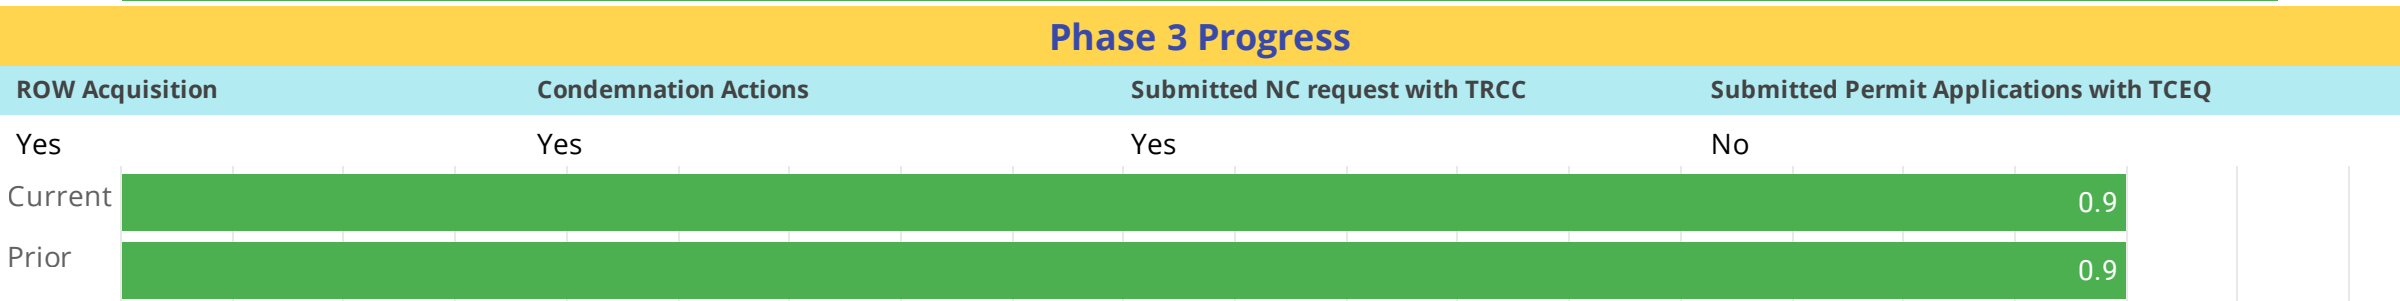 Phase 3 Progress
ROW Acquisition Condemnation Actions Submitted NC request with TRCC Submitted Permit Applications with TCEQ
Yes Yes Yes No
Current 0.9
Prior 0.9